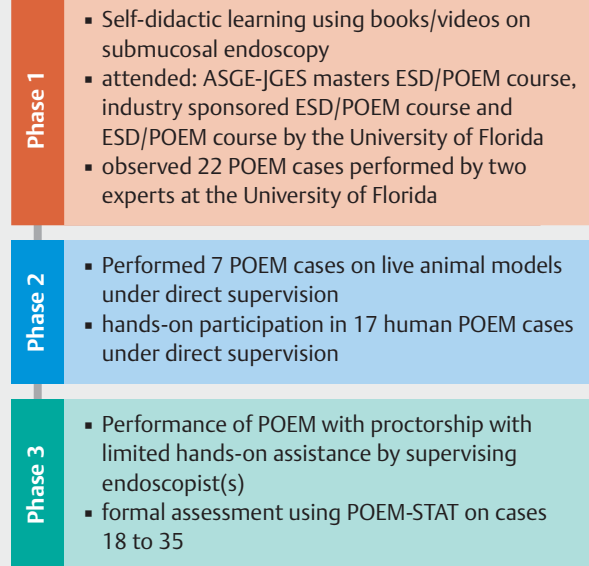 Phase 1
▪ Self-didactic learning using books/videos on
submucosal endoscopy
▪ attended: ASGE-JGES masters ESD/POEM course,
industry sponsored ESD/POEM course and
ESD/POEM course by the University of Florida
▪ observed 22 POEM cases performed by two
experts at the University of Florida
Phase 2
▪ Performed 7 POEM cases on live animal models
under direct supervision
▪ hands-on participation in 17 human POEM cases
under direct supervision
Phase 3
▪ Performance of POEM with proctorship with
limited hands-on assistance by supervising
endoscopist(s)
▪ formal assessment using POEM-STAT on cases
18 to 35